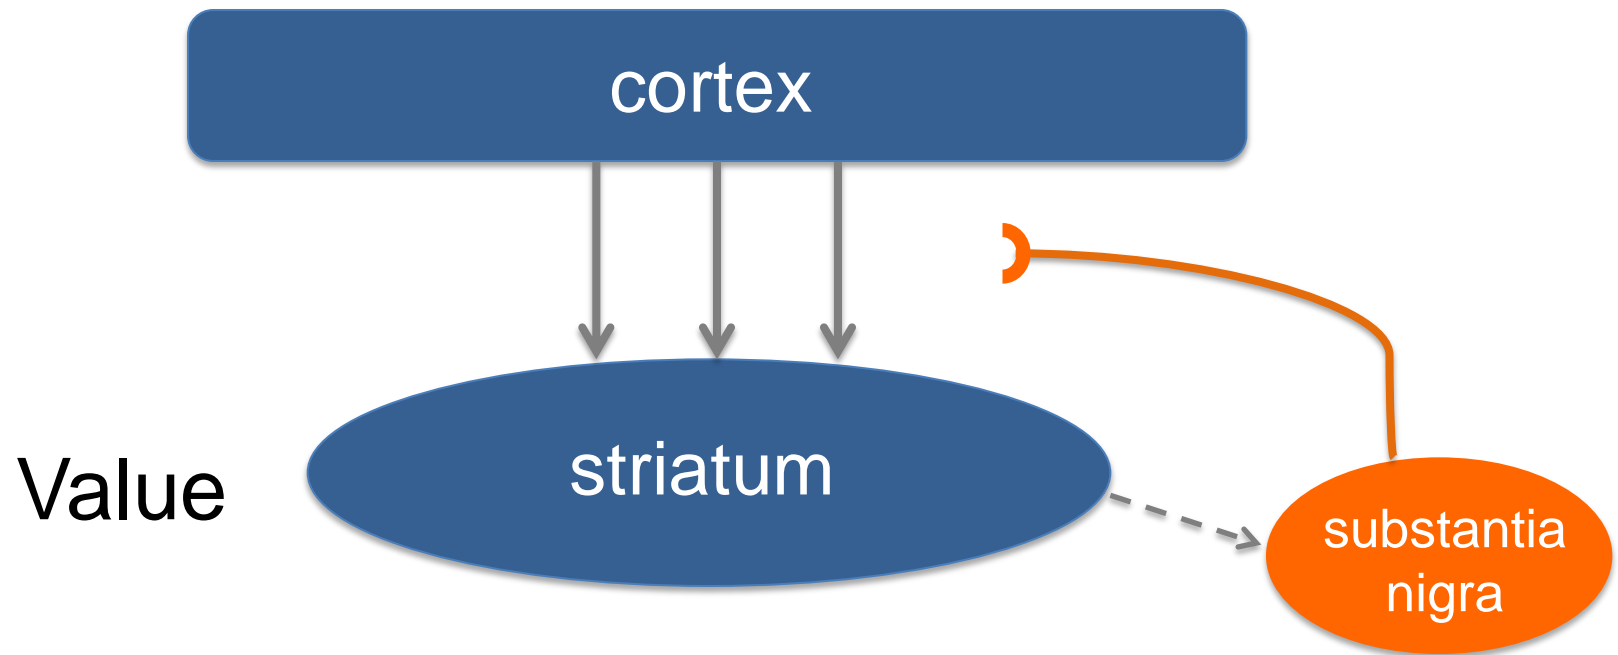 cortex
striatum
Value
substantia
nigra